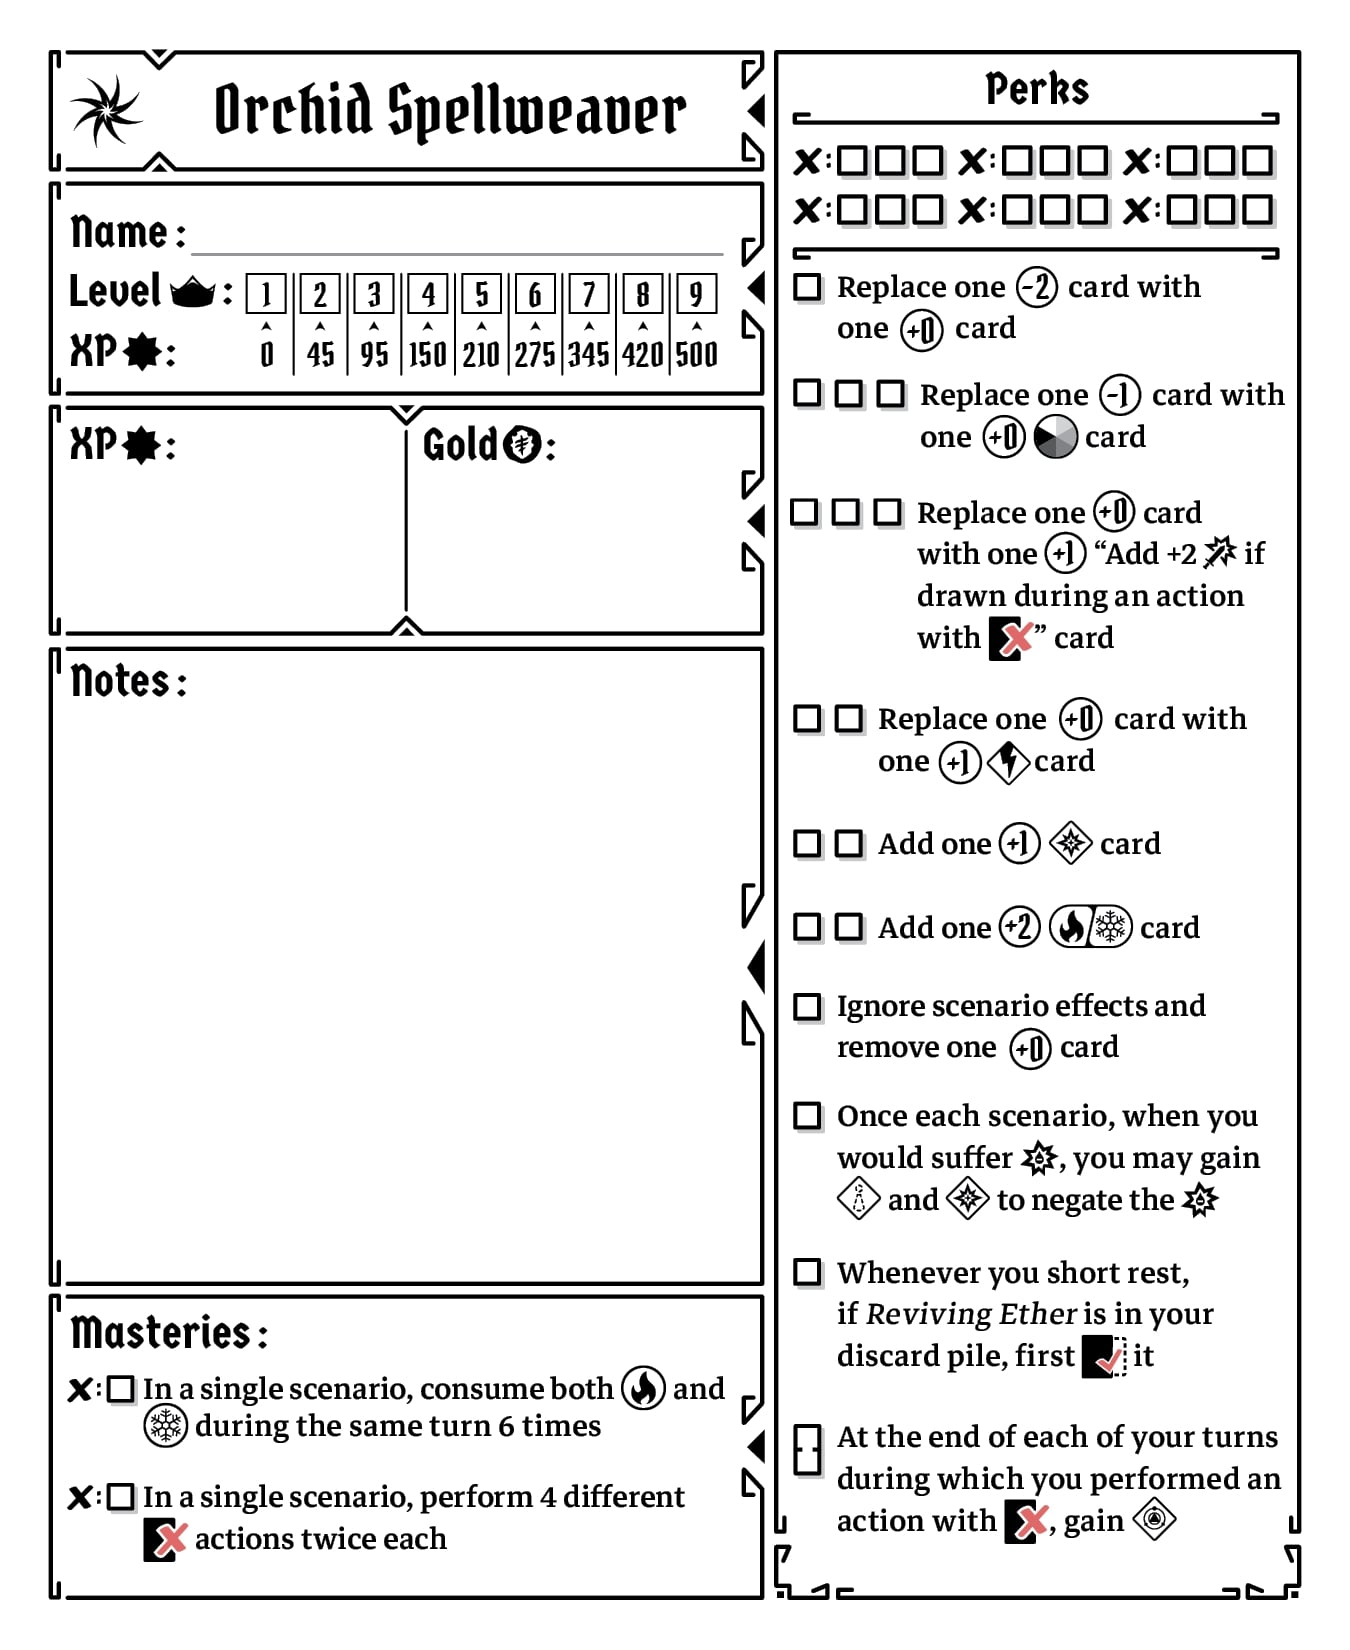 Orchid Spellweaver
Name:
Level :
1 2 3 4 5 6 7 8 9
XP :
0 45 95 150 210 275 345 420 500
XP :
Gold :
Notes:
Masteries:
In a single scenario, consume both and
during the same turn 6 times
In a single scenario, perform 4 different
actions twice each
Perks
Replace one -2 card with
one +0 card
Replace one -1 card with
one +0 card
Replace one +0 card
with one +1 “Add +2 if
drawn during an action
with ” card
Replace one +0 card with
one +1 card
Add one +1 card
Add one +2 card
Ignore scenario effects and
remove one +0 card
Once each scenario, when you
would suffer , you may gain
and to negate the
Whenever you short rest,
if Reviving Ether is in your
discard pile, first it
At the end of each of your turns
during which you performed an
action with , gain